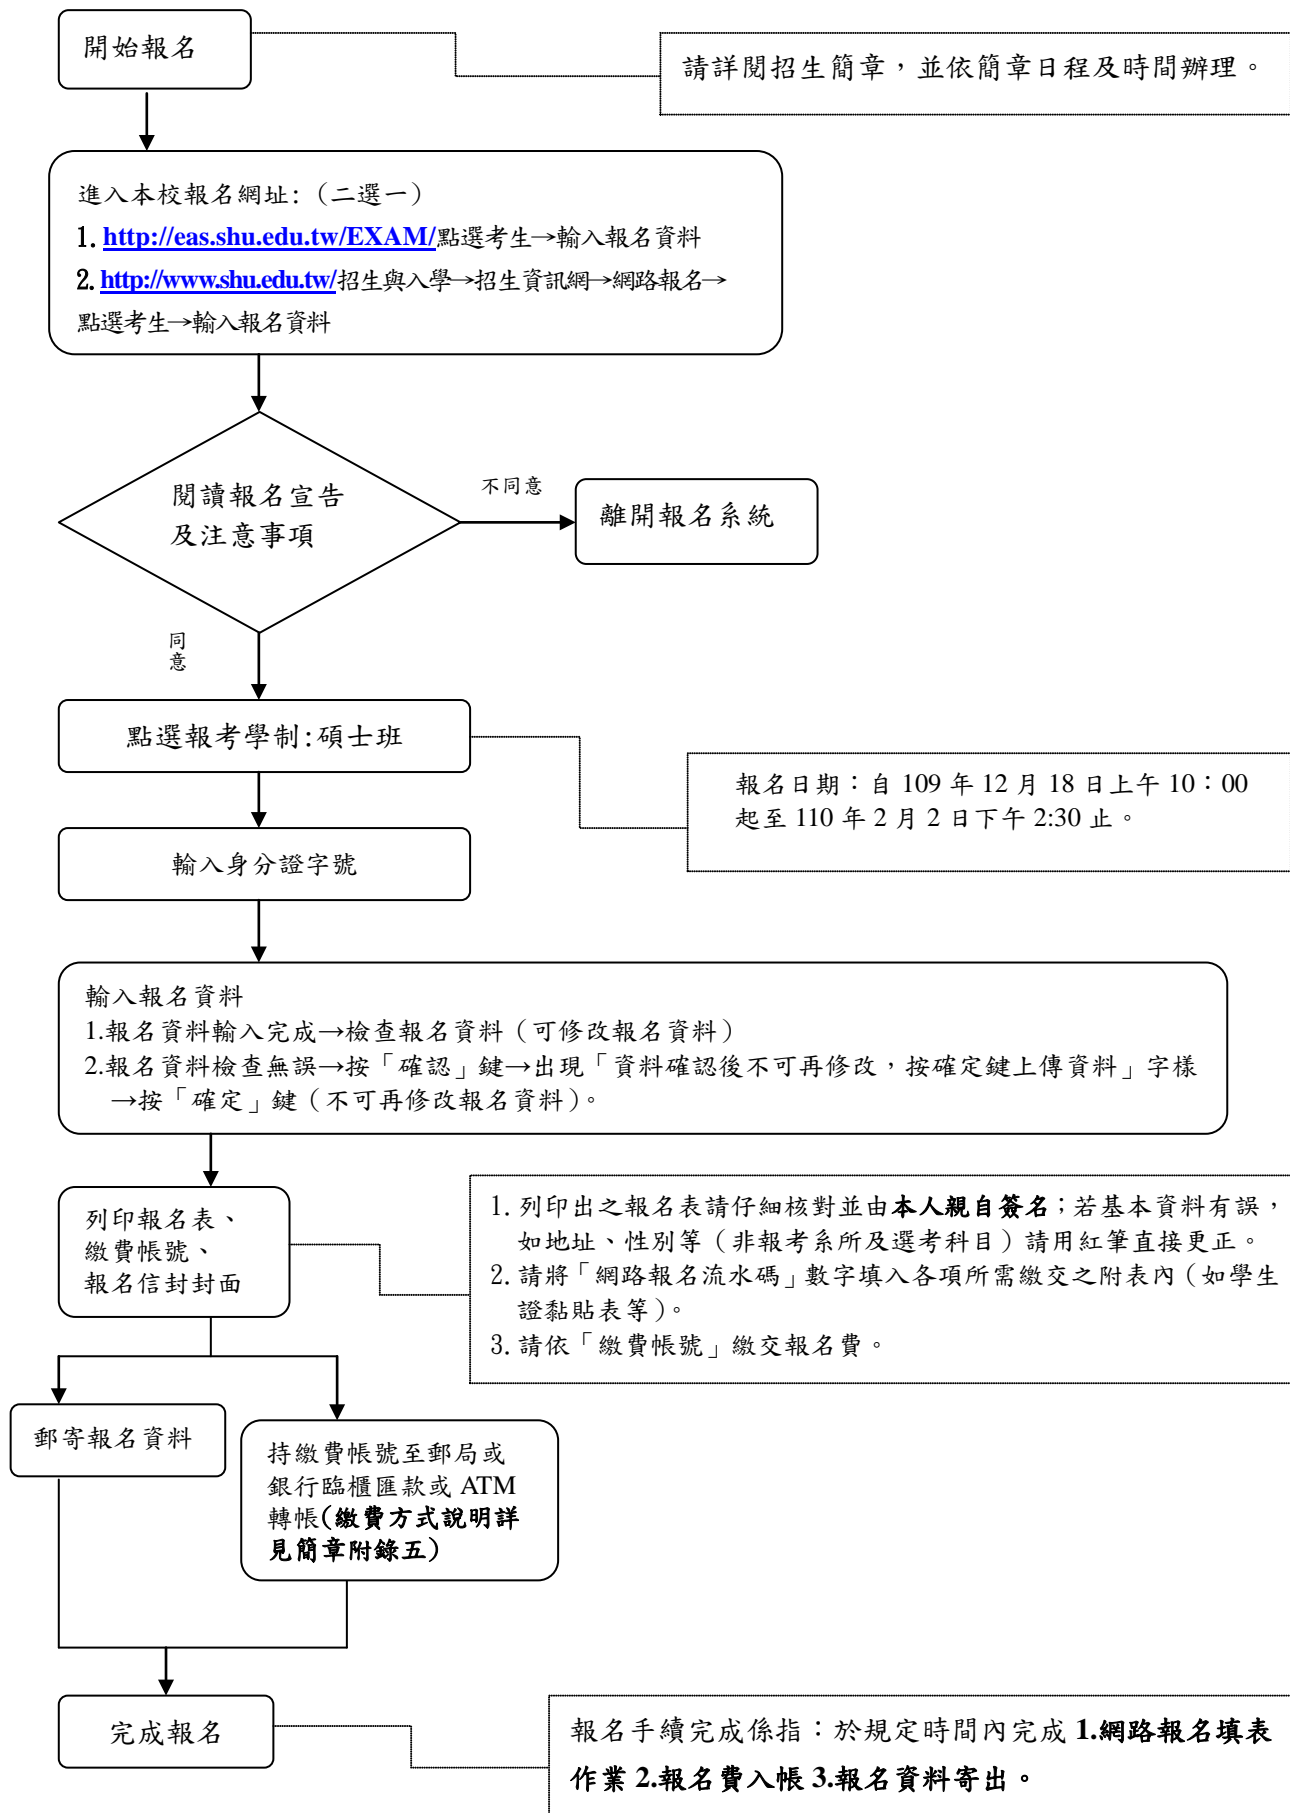 開始報名
請詳閱招生簡章，並依簡章日程及時間辦理。
進入本校報名網址:（二選一）
1. http://eas.shu.edu.tw/EXAM/點選考生→輸入報名資料
2. http://www.shu.edu.tw/招生與入學→招生資訊網→網路報名→
點選考生→輸入報名資料
閱讀報名宣告
及注意事項
不同意
離開報名系統
同
意
點選報考學制:碩士班
報名日期：自 109 年 12 月 18 日上午 10：00
起至 110 年 2 月 2 日下午 2:30 止。
輸入身分證字號
輸入報名資料
1.報名資料輸入完成→檢查報名資料（可修改報名資料）
2.報名資料檢查無誤→按「確認」鍵→出現「資料確認後不可再修改，按確定鍵上傳資料」字樣
→按「確定」鍵（不可再修改報名資料）。
列印報名表、
繳費帳號、
報名信封封面
1. 列印出之報名表請仔細核對並由本人親自簽名；若基本資料有誤，
如地址、性別等（非報考系所及選考科目）請用紅筆直接更正。
2. 請將「網路報名流水碼」數字填入各項所需繳交之附表內（如學生
證黏貼表等）。
3. 請依「繳費帳號」繳交報名費。
郵寄報名資料
持繳費帳號至郵局或
銀行臨櫃匯款或 ATM
轉帳(繳費方式說明詳
見簡章附錄五)
完成報名
報名手續完成係指：於規定時間內完成 1.網路報名填表
作業 2.報名費入帳 3.報名資料寄出。